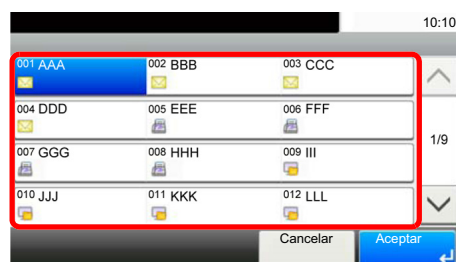 10:10
001 AAA 002 BBB 003 CCC
004 DDD 005 EEE 006 FFF
1/9
007 GGG 008 HHH 009 III
010 JJJ 011 KKK 012 LLL
Cancelar Aceptar